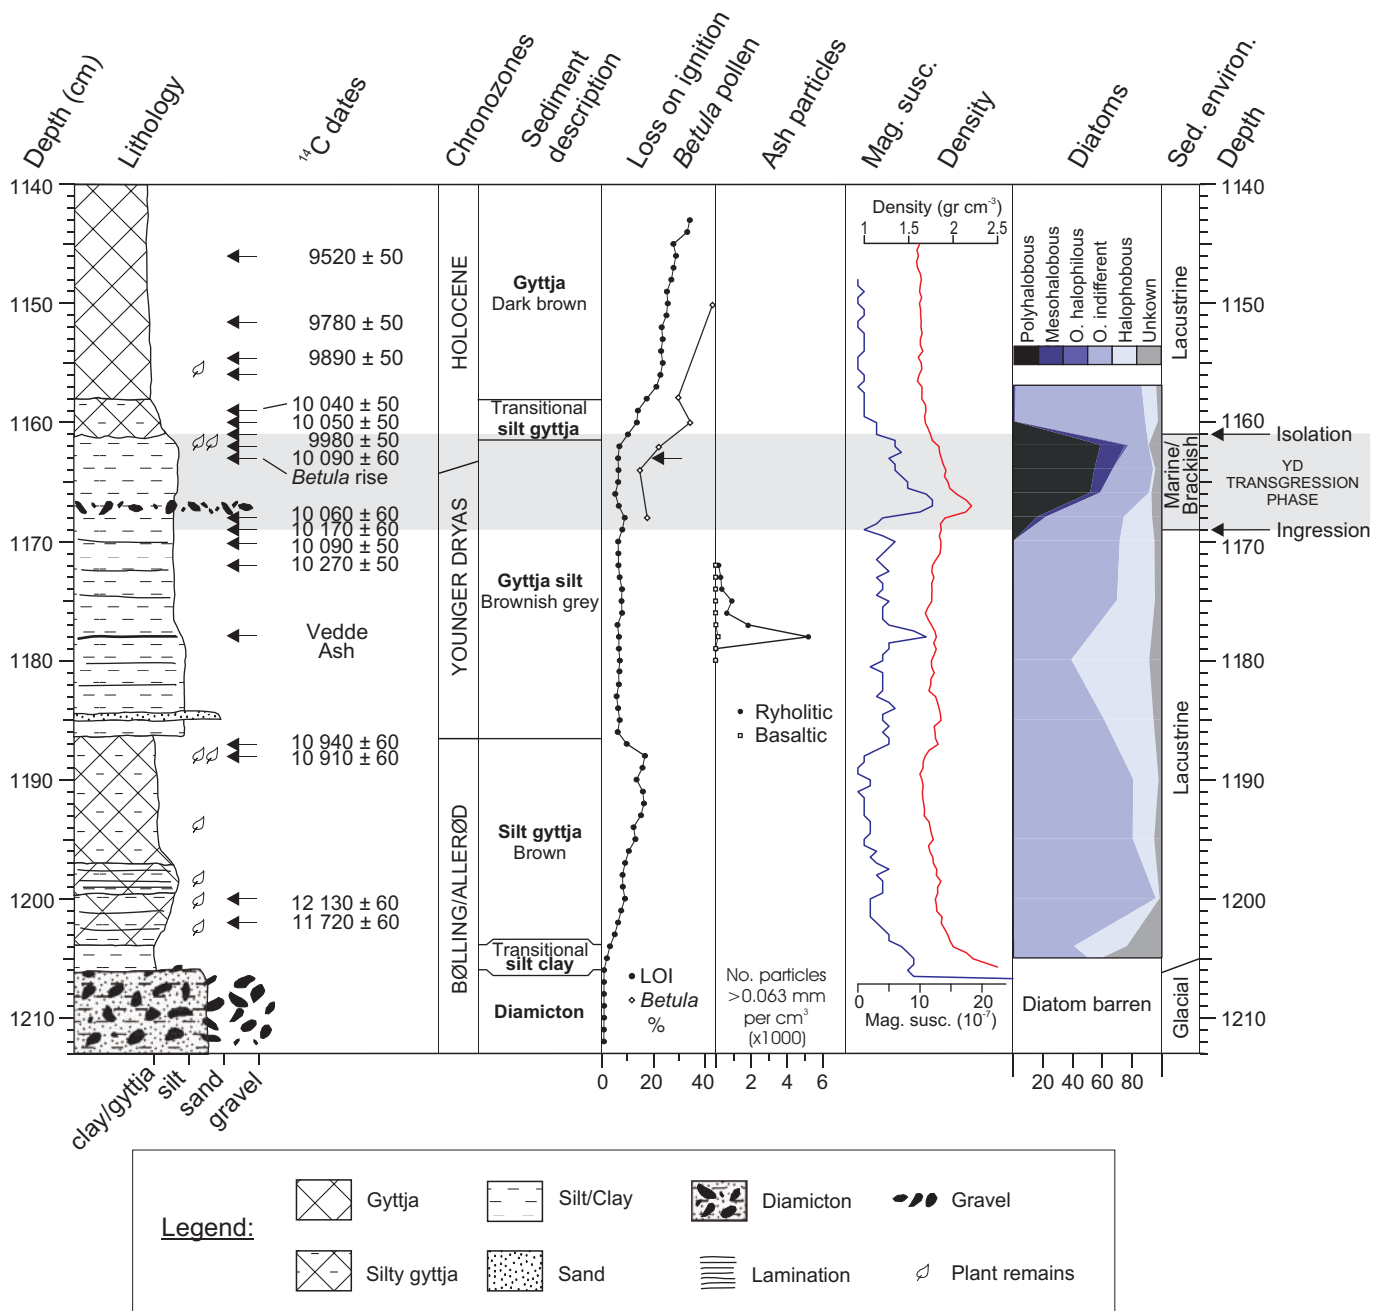 Depth (cm)
Lithology
¹⁴C dates
Chronozones
Sediment
description
Loss on ignition
Betula pollen
Ash particles
Mag. susc.
Density
Diatoms
Sed. environ.
Depth
1140
1150
1160
1170
1180
1190
1200
1210
clay/gyttja
silt
sand
gravel
9520 ± 50
9780 ± 50
9890 ± 50
10 040 ± 50
10 050 ± 50
9980 ± 50
10 090 ± 60
Betula rise
10 060 ± 60
10 170 ± 60
10 090 ± 50
10 270 ± 50
Vedde
Ash
10 940 ± 60
10 910 ± 60
12 130 ± 60
11 720 ± 60
HOLOCENE
YOUNGER DRYAS
BØLLING/ALLERØD
Gyttja
Dark brown
Transitional
silt gyttja
Gyttja silt
Brownish grey
Silt gyttja
Brown
Transitional
silt clay
Diamicton
LOI
Betula
%
0 20 40
Ryholitic
Basaltic
No. particles
>0.063 mm
per cm³
(x1000)
2 4 6
Density (gr cm⁻³)
1 1.5 2 2.5
0 10 20
Mag. susc. (10⁻⁷)
Polyhalobous
Mesohalobous
O. halophilous
O. indifferent
Halophobous
Unkown
Diatom barren
20 40 60 80
Lacustrine
Marine/
Brackish
Lacustrine
Glacial
1140
1150
1160
Isolation
YD
TRANSGRESSION
PHASE
Ingression
1170
1180
1190
1200
1210
Legend:
Gyttja
Silt/Clay
Diamicton
Gravel
Silty gyttja
Sand
Lamination
Plant remains